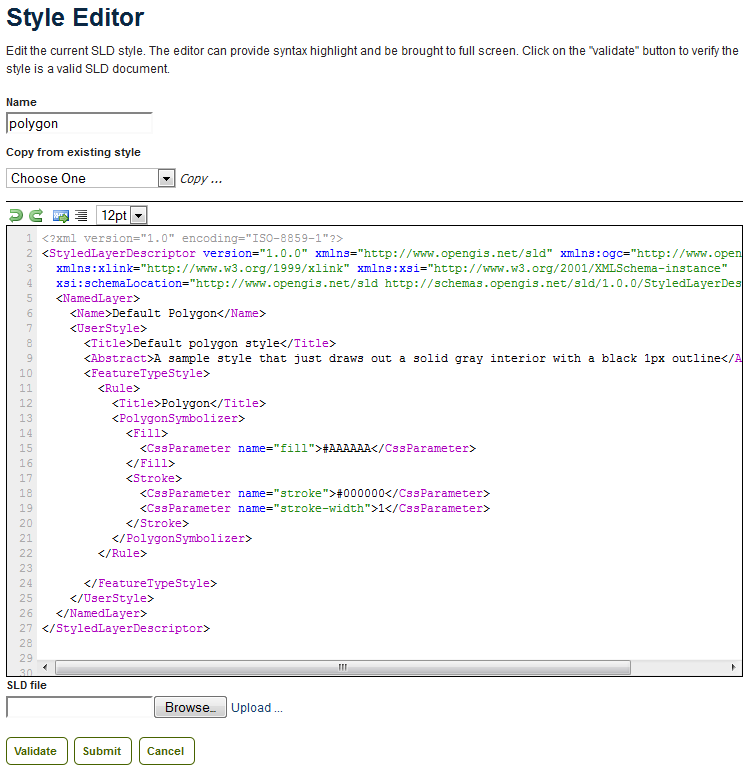 Style Editor
Edit the current SLD style. The editor can provide syntax highlight and be brought to full screen. Click on the "validate" button to verify the
style is a valid SLD document.
Name
polygon
Copy from existing style
Choose One Copy ...
12pt
1 <?xml version="1.0" encoding="ISO-8859-1"?>
2 <StyledLayerDescriptor version="1.0.0" xmlns="http://www.opengis.net/sld" xmlns:ogc="http://www.open
3   xmlns:xlink="http://www.w3.org/1999/xlink" xmlns:xsi="http://www.w3.org/2001/XMLSchema-instance"
4   xsi:schemaLocation="http://www.opengis.net/sld http://schemas.opengis.net/sld/1.0.0/StyledLayerDes
5   <NamedLayer>
6     <Name>Default Polygon</Name>
7     <UserStyle>
8       <Title>Default polygon style</Title>
9       <Abstract>A sample style that just draws out a solid gray interior with a black 1px outline</A
10       <FeatureTypeStyle>
11         <Rule>
12           <Title>Polygon</Title>
13           <PolygonSymbolizer>
14             <Fill>
15               <CssParameter name="fill">#AAAAAA</CssParameter>
16             </Fill>
17             <Stroke>
18               <CssParameter name="stroke">#000000</CssParameter>
19               <CssParameter name="stroke-width">1</CssParameter>
20             </Stroke>
21           </PolygonSymbolizer>
22         </Rule>
23
24       </FeatureTypeStyle>
25     </UserStyle>
26   </NamedLayer>
27 </StyledLayerDescriptor>
28
29
30
SLD file
Browse... Upload ...
Validate Submit Cancel